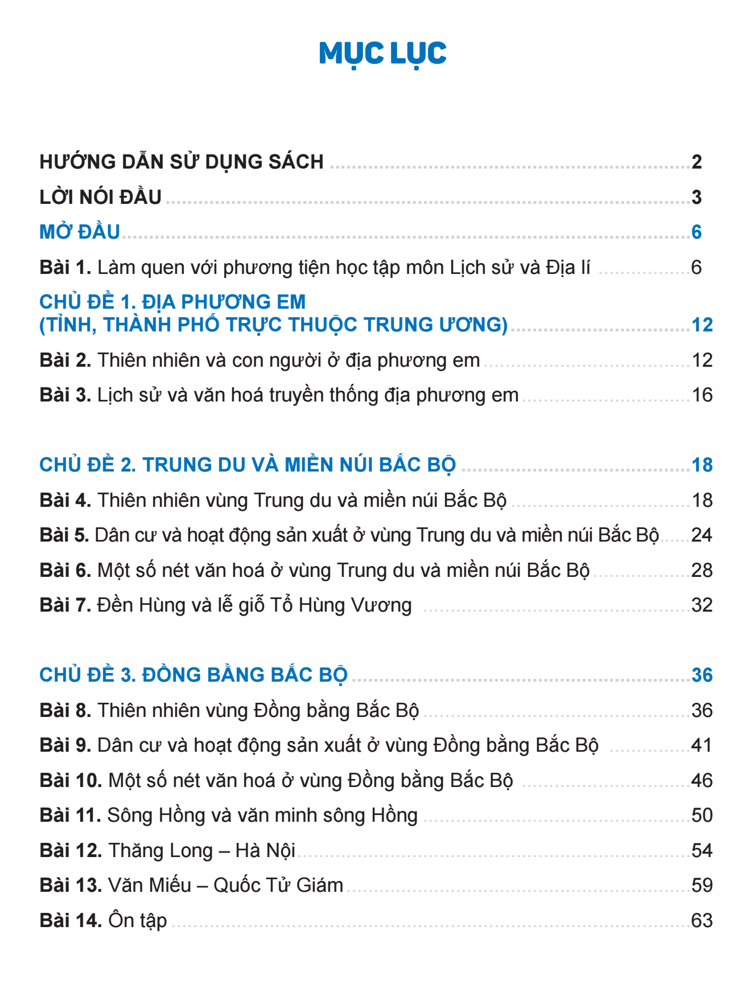 MỤC LỤC
HƯỚNG DẪN SỬ DỤNG SÁCH ........ 2
LỜI NÓI ĐẦU ........ 3
MỞ ĐẦU ........ 6
Bài 1. Làm quen với phương tiện học tập môn Lịch sử và Địa lí ........ 6
CHỦ ĐỀ 1. ĐỊA PHƯƠNG EM
(TỈNH, THÀNH PHỐ TRỰC THUỘC TRUNG ƯƠNG) ........ 12
Bài 2. Thiên nhiên và con người ở địa phương em ........ 12
Bài 3. Lịch sử và văn hoá truyền thống địa phương em ........ 16
CHỦ ĐỀ 2. TRUNG DU VÀ MIỀN NÚI BẮC BỘ ........ 18
Bài 4. Thiên nhiên vùng Trung du và miền núi Bắc Bộ ........ 18
Bài 5. Dân cư và hoạt động sản xuất ở vùng Trung du và miền núi Bắc Bộ ........ 24
Bài 6. Một số nét văn hoá ở vùng Trung du và miền núi Bắc Bộ ........ 28
Bài 7. Đền Hùng và lễ giỗ Tổ Hùng Vương ........ 32
CHỦ ĐỀ 3. ĐỒNG BẰNG BẮC BỘ ........ 36
Bài 8. Thiên nhiên vùng Đồng bằng Bắc Bộ ........ 36
Bài 9. Dân cư và hoạt động sản xuất ở vùng Đồng bằng Bắc Bộ ........ 41
Bài 10. Một số nét văn hoá ở vùng Đồng bằng Bắc Bộ ........ 46
Bài 11. Sông Hồng và văn minh sông Hồng ........ 50
Bài 12. Thăng Long – Hà Nội ........ 54
Bài 13. Văn Miếu – Quốc Tử Giám ........ 59
Bài 14. Ôn tập ........ 63